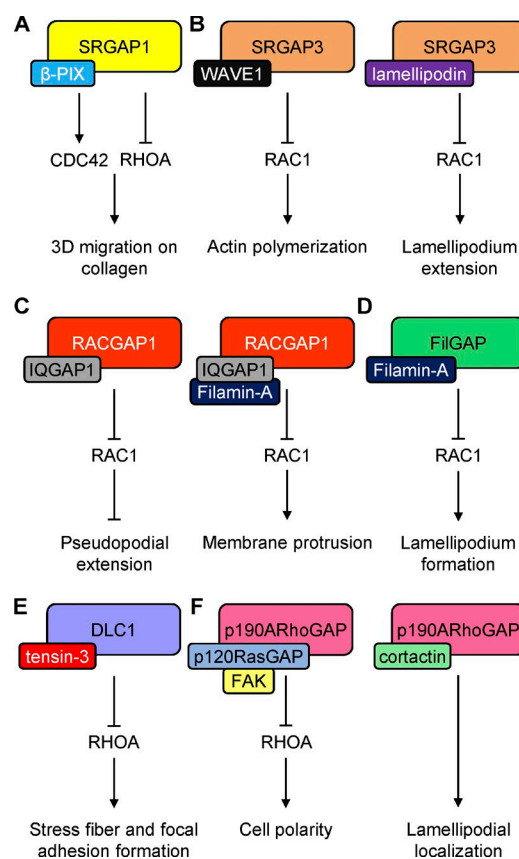 A
SRGAP1
β-PIX
CDC42 RHOA
3D migration on
collagen
B
SRGAP3
WAVE1
RAC1
Actin polymerization
SRGAP3
lamellipodin
RAC1
Lamellipodium
extension
C
RACGAP1
IQGAP1
RAC1
Pseudopodial
extension
RACGAP1
IQGAP1
Filamin-A
RAC1
Membrane protrusion
D
FilGAP
Filamin-A
RAC1
Lamellipodium
formation
E
DLC1
tensin-3
RHOA
Stress fiber and focal
adhesion formation
F
p190ARhoGAP
p120RasGAP
FAK
RHOA
Cell polarity
p190ARhoGAP
cortactin
Lamellipodial
localization